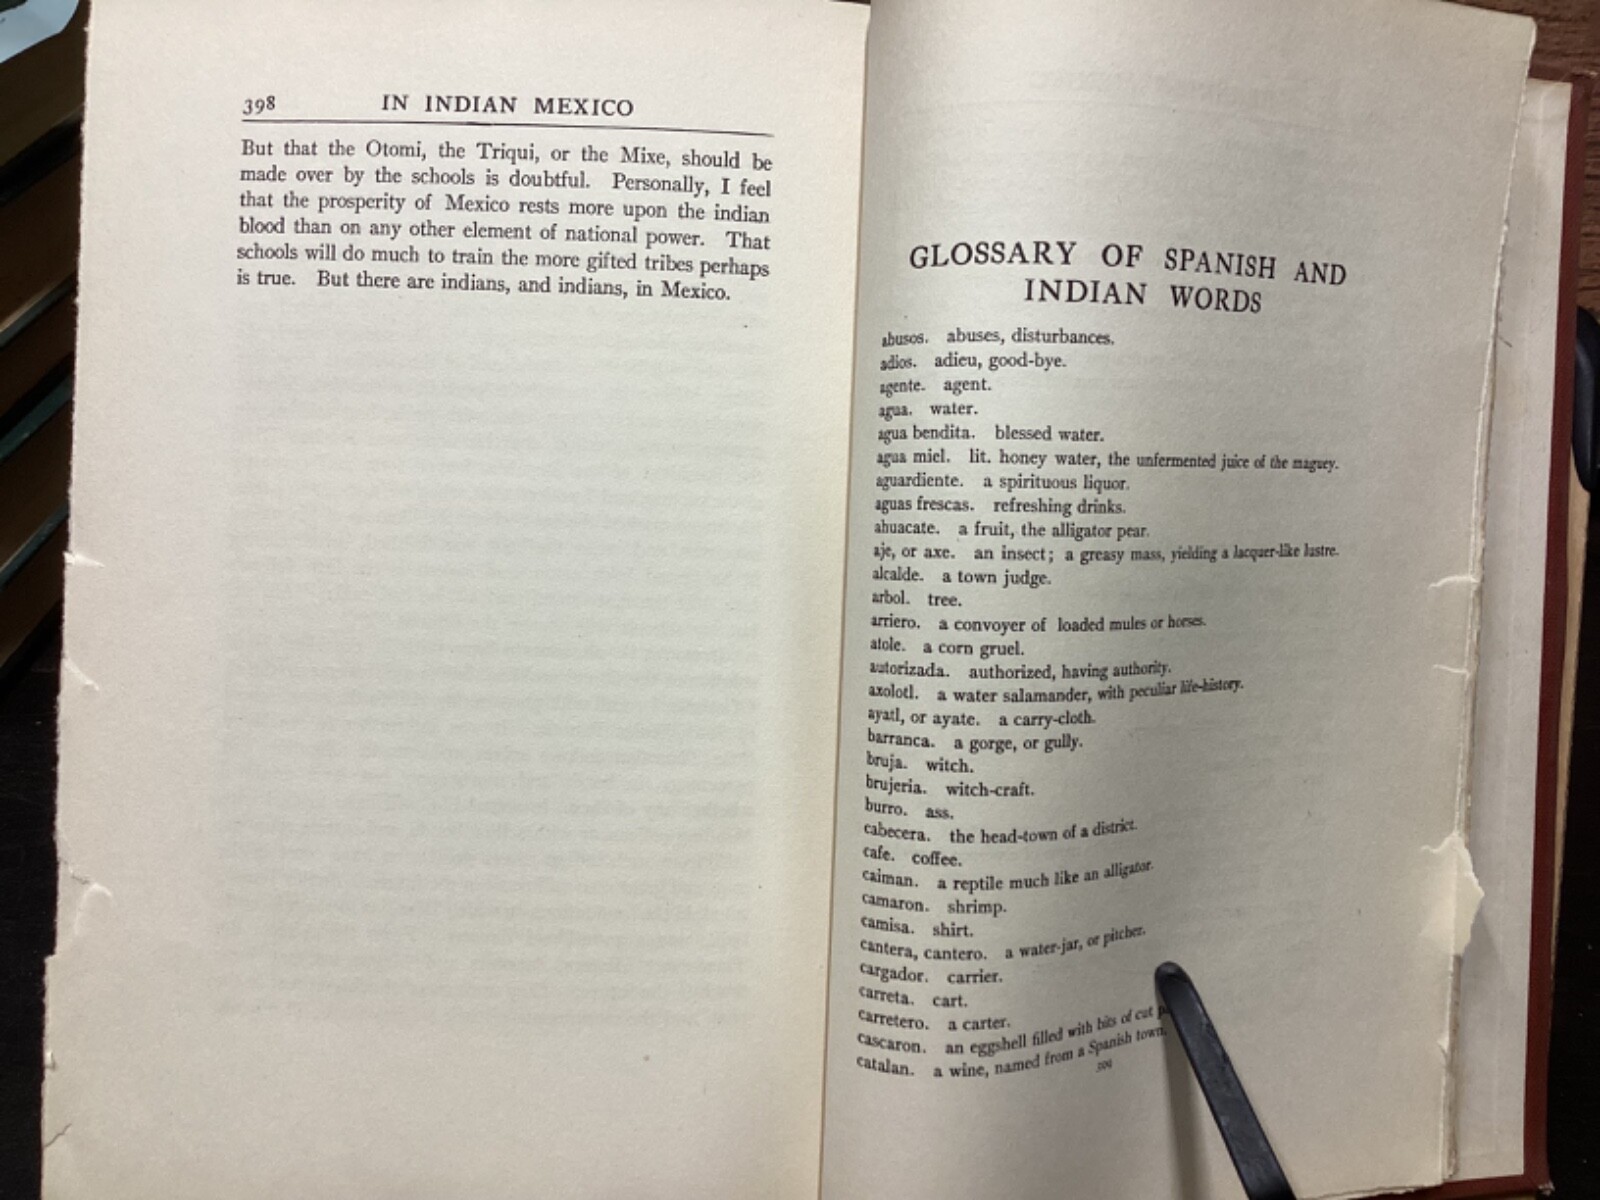 398 IN INDIAN MEXICO
But that the Otomi, the Triqui, or the Mixe, should be
made over by the schools is doubtful. Personally, I feel
that the prosperity of Mexico rests more upon the indian
blood than on any other element of national power. That
schools will do much to train the more gifted tribes perhaps
is true. But there are indians, and indians, in Mexico.
GLOSSARY OF SPANISH AND
INDIAN WORDS
abusos. abuses, disturbances.
adios. adieu, good-bye.
agente. agent.
agua. water.
agua bendita. blessed water.
agua miel. lit. honey water, the unfermented juice of the maguey.
aguardiente. a spirituous liquor.
aguas frescas. refreshing drinks.
ahuacate. a fruit, the alligator pear.
aje, or axe. an insect; a greasy mass, yielding a lacquer-like lustre.
alcalde. a town judge.
arbol. tree.
arriero. a convoyer of loaded mules or horses.
atole. a corn gruel.
autorizada. authorized, having authority.
axolotl. a water salamander, with peculiar life-history.
ayatl, or ayate. a carry-cloth.
barranca. a gorge, or gully.
bruja. witch.
brujeria. witch-craft.
burro. ass.
cabecera. the head-town of a district.
cafe. coffee.
caiman. a reptile much like an alligator.
camaron. shrimp.
camisa. shirt.
cantera, cantero. a water-jar, or pitcher.
cargador. carrier.
carreta. cart.
carretero. a carter.
cascaron. an eggshell filled with bits of cut
catalan. a wine, named from a Spanish town.
399